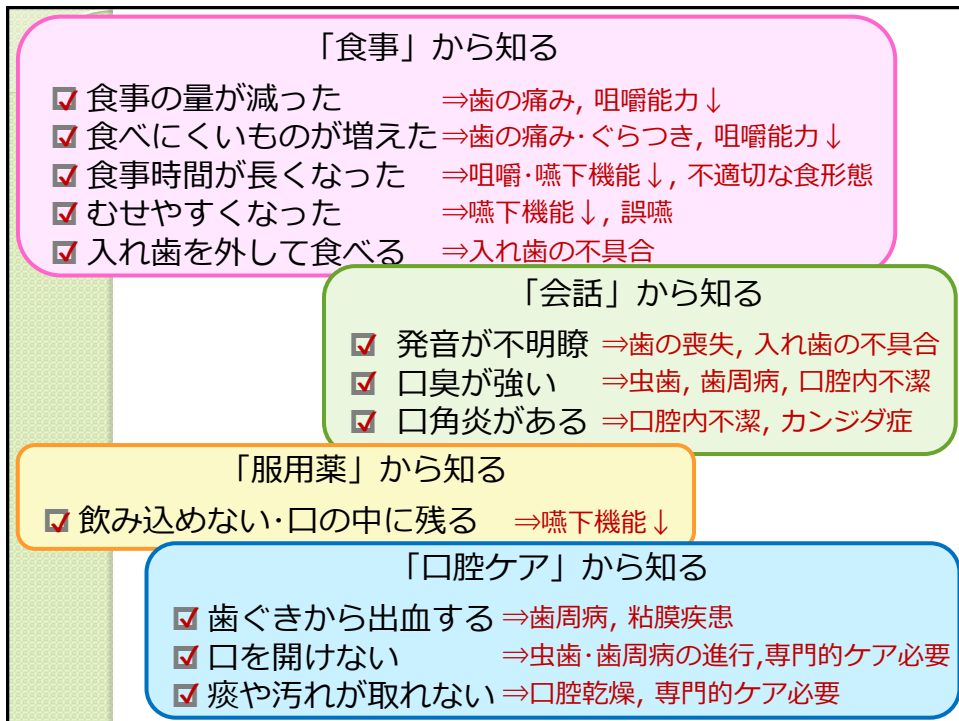 「食事」から知る
食事の量が減った ⇒歯の痛み, 咀嚼能力↓
食べにくいものが増えた ⇒歯の痛み･ぐらつき, 咀嚼能力↓
食事時間が長くなった ⇒咀嚼･嚥下機能↓, 不適切な食形態
むせやすくなった ⇒嚥下機能↓, 誤嚥
入れ歯を外して食べる ⇒入れ歯の不具合
「会話」から知る
発音が不明瞭 ⇒歯の喪失, 入れ歯の不具合
口臭が強い ⇒虫歯, 歯周病, 口腔内不潔
口角炎がある ⇒口腔内不潔, カンジダ症
「服用薬」から知る
飲み込めない･口の中に残る ⇒嚥下機能↓
「口腔ケア」から知る
歯ぐきから出血する ⇒歯周病, 粘膜疾患
口を開けない ⇒虫歯･歯周病の進行,専門的ケア必要
痰や汚れが取れない ⇒口腔乾燥, 専門的ケア必要